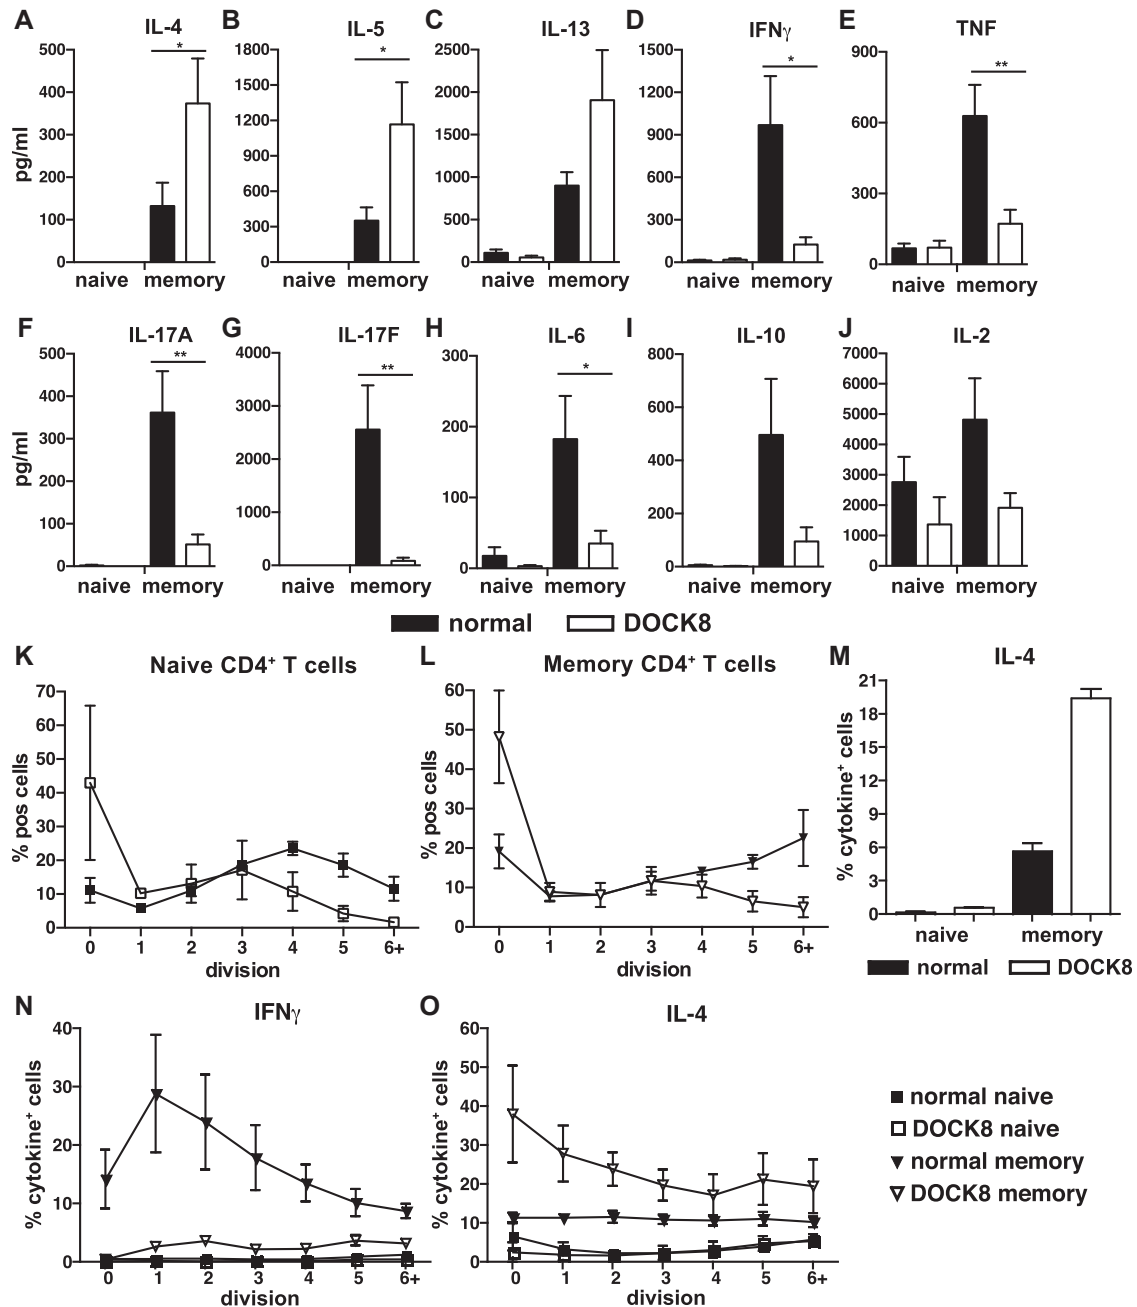 A IL-4
B IL-5
C IL-13
D IFNγ
E TNF
pg/ml
500
400
300
200
100
0
*
naive memory
1800
1500
1200
900
600
300
0
*
naive memory
2500
2000
1500
1000
500
0
naive memory
1500
1200
900
600
300
0
*
naive memory
900
600
300
0
**
naive memory
F IL-17A
G IL-17F
H IL-6
I IL-10
J IL-2
pg/ml
500
400
300
200
100
0
**
naive memory
4000
3000
2000
1000
0
**
naive memory
300
200
100
0
*
naive memory
800
600
400
200
0
naive memory
7000
6000
5000
4000
3000
2000
1000
0
naive memory
normal DOCK8
K Naive CD4⁺ T cells
% pos cells
70
60
50
40
30
20
10
0
0 1 2 3 4 5 6+
division
L Memory CD4⁺ T cells
% pos cells
60
50
40
30
20
10
0
0 1 2 3 4 5 6+
division
M IL-4
% cytokine⁺ cells
21
18
15
12
9
6
3
0
naive memory
normal DOCK8
N IFNγ
% cytokine⁺ cells
40
30
20
10
0
0 1 2 3 4 5 6+
division
O IL-4
% cytokine⁺ cells
60
50
40
30
20
10
0
0 1 2 3 4 5 6+
division
normal naive
DOCK8 naive
normal memory
DOCK8 memory